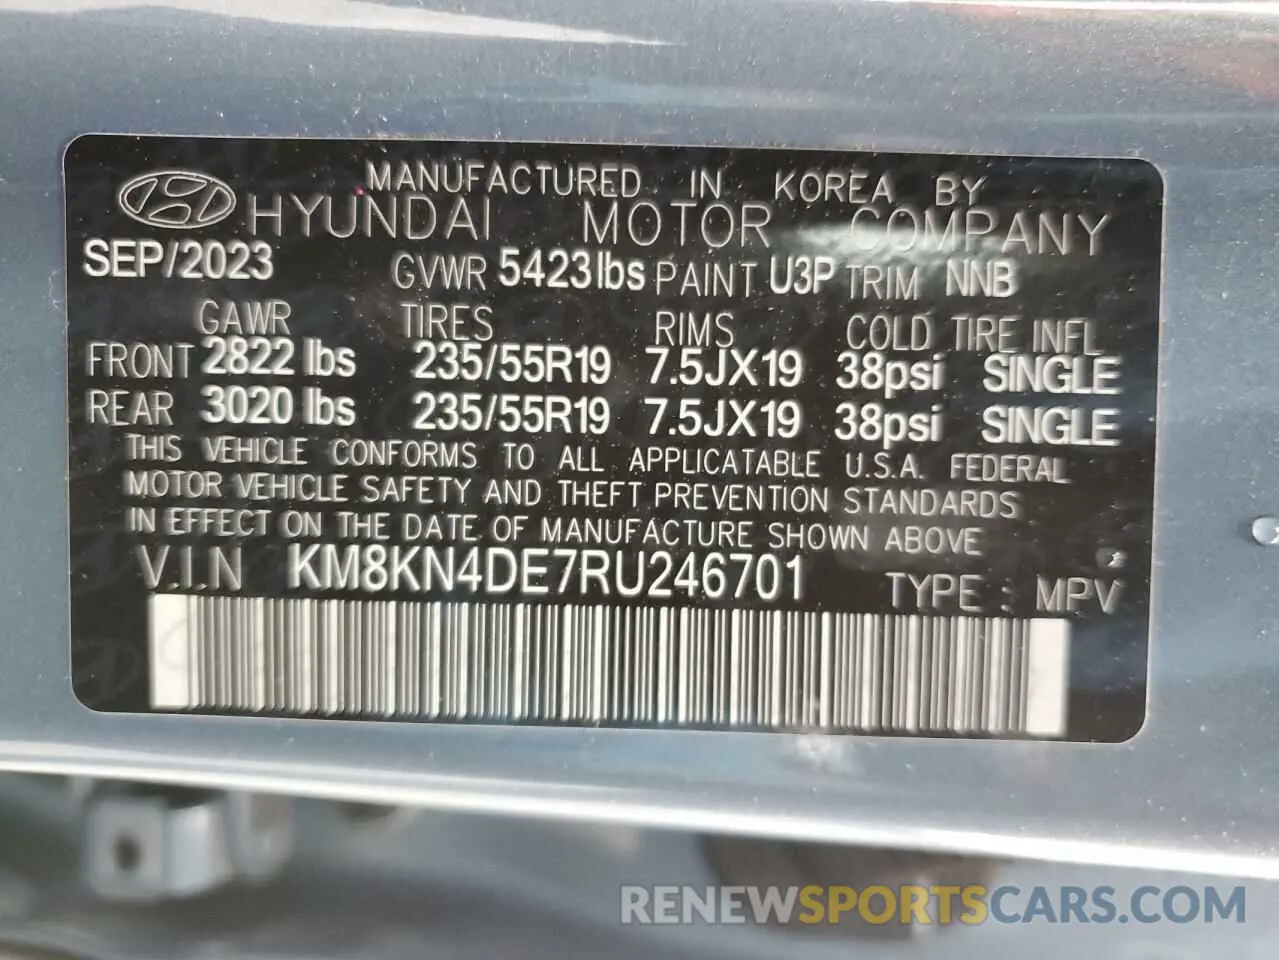 MANUFACTURED IN KOREA BY
HYUNDAI MOTOR COMPANY
SEP/2023 GVWR 5423lbs PAINT U3P TRIM NNB
GAWR TIRES RIMS COLD TIRE INFL
FRONT 2822 lbs 235/55R19 7.5JX19 38psi SINGLE
REAR 3020 lbs 235/55R19 7.5JX19 38psi SINGLE
THIS VEHICLE CONFORMS TO ALL APPLICATABLE U.S.A. FEDERAL
MOTOR VEHICLE SAFETY AND THEFT PREVENTION STANDARDS
IN EFFECT ON THE DATE OF MANUFACTURE SHOWN ABOVE
V.I.N KM8KN4DE7RU246701 TYPE : MPV
RENEWSPORTSCARS.COM